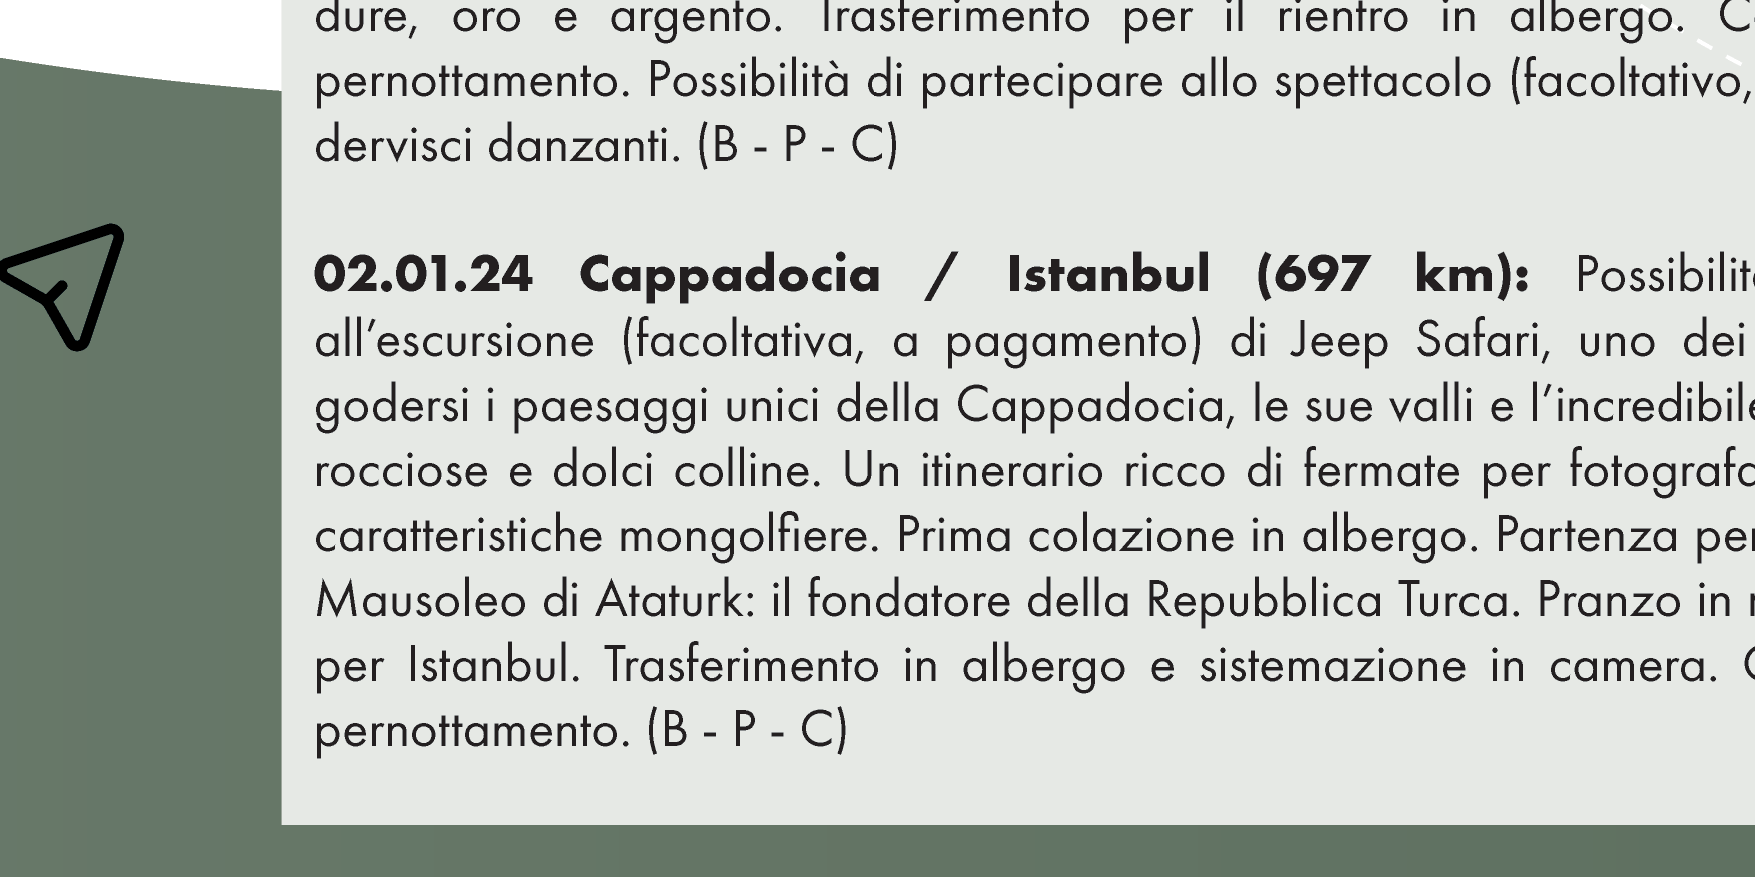 dure, oro e argento. Trasferimento per il rientro in albergo.
pernottamento. Possibilità di partecipare allo spettacolo (facoltativo,
dervisci danzanti. (B - P - C)
02.01.24 Cappadocia / Istanbul (697 km):
all’escursione (facoltativa, a pagamento) di Jeep Safari, uno dei
godersi i paesaggi unici della Cappadocia, le sue valli e l’incredibile
rocciose e dolci colline. Un itinerario ricco di fermate per
caratteristiche mongolfiere. Prima colazione in albergo. Partenza per
Mausoleo di Ataturk: il fondatore della Repubblica Turca. Pranzo in
per Istanbul. Trasferimento in albergo e sistemazione in camera.
pernottamento. (B - P - C)